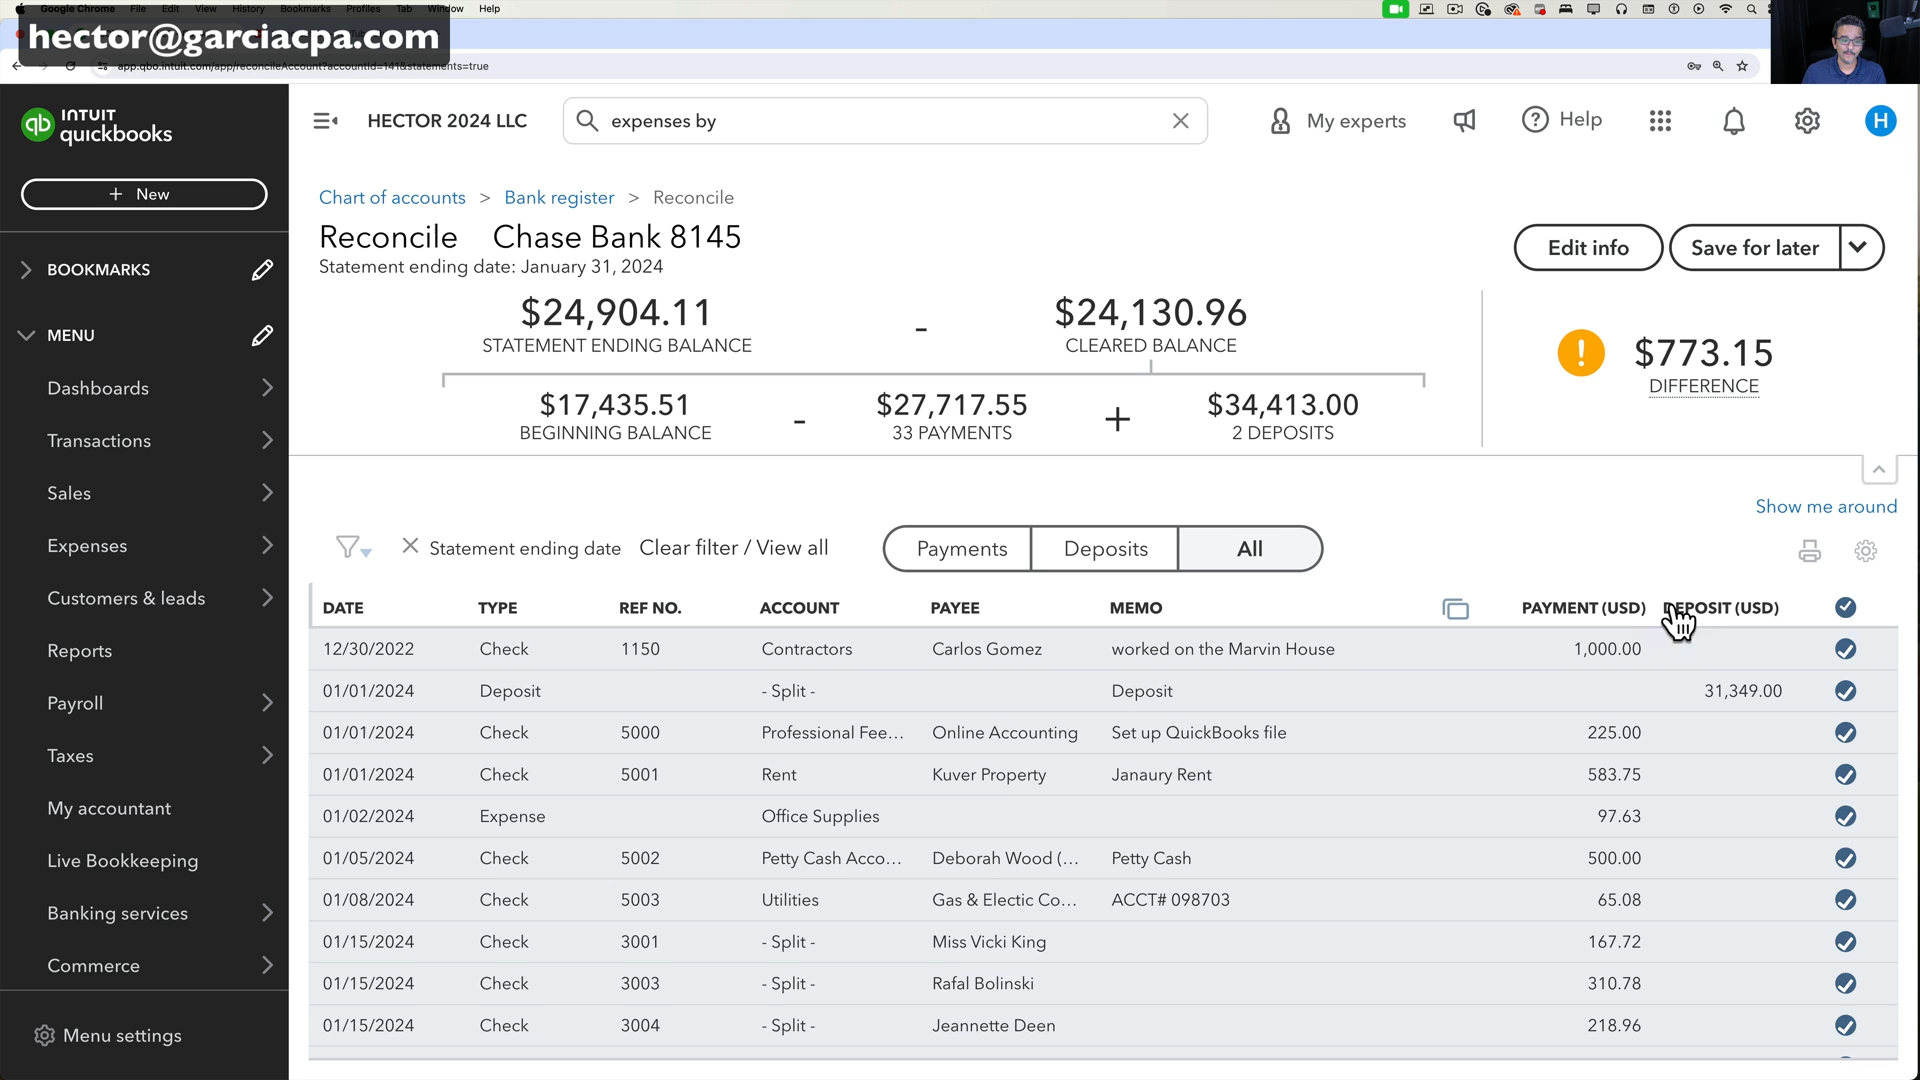 Google Chrome File Edit View History Bookmarks Profiles Tab Window Help
hector@garciacpa.com
app.qbo.intuit.com/app/reconcileAccount?accountId=141&statements=true
INTUIT
quickbooks
HECTOR 2024 LLC
expenses by
My experts
Help
H
+ New
BOOKMARKS
MENU
Dashboards
Transactions
Sales
Expenses
Customers & leads
Reports
Payroll
Taxes
My accountant
Live Bookkeeping
Banking services
Commerce
Menu settings
Chart of accounts > Bank register > Reconcile
Reconcile Chase Bank 8145
Statement ending date: January 31, 2024
Edit info
Save for later
$24,904.11
STATEMENT ENDING BALANCE
-
$24,130.96
CLEARED BALANCE
$17,435.51
BEGINNING BALANCE
-
$27,717.55
33 PAYMENTS
+
$34,413.00
2 DEPOSITS
$773.15
DIFFERENCE
Show me around
Statement ending date Clear filter / View all
Payments Deposits All
DATE TYPE REF NO. ACCOUNT PAYEE MEMO PAYMENT (USD) DEPOSIT (USD)
12/30/2022 Check 1150 Contractors Carlos Gomez worked on the Marvin House 1,000.00
01/01/2024 Deposit - Split - Deposit 31,349.00
01/01/2024 Check 5000 Professional Fee... Online Accounting Set up QuickBooks file 225.00
01/01/2024 Check 5001 Rent Kuver Property Janaury Rent 583.75
01/02/2024 Expense Office Supplies 97.63
01/05/2024 Check 5002 Petty Cash Acco... Deborah Wood (... Petty Cash 500.00
01/08/2024 Check 5003 Utilities Gas & Electic Co... ACCT# 098703 65.08
01/15/2024 Check 3001 - Split - Miss Vicki King 167.72
01/15/2024 Check 3003 - Split - Rafal Bolinski 310.78
01/15/2024 Check 3004 - Split - Jeannette Deen 218.96